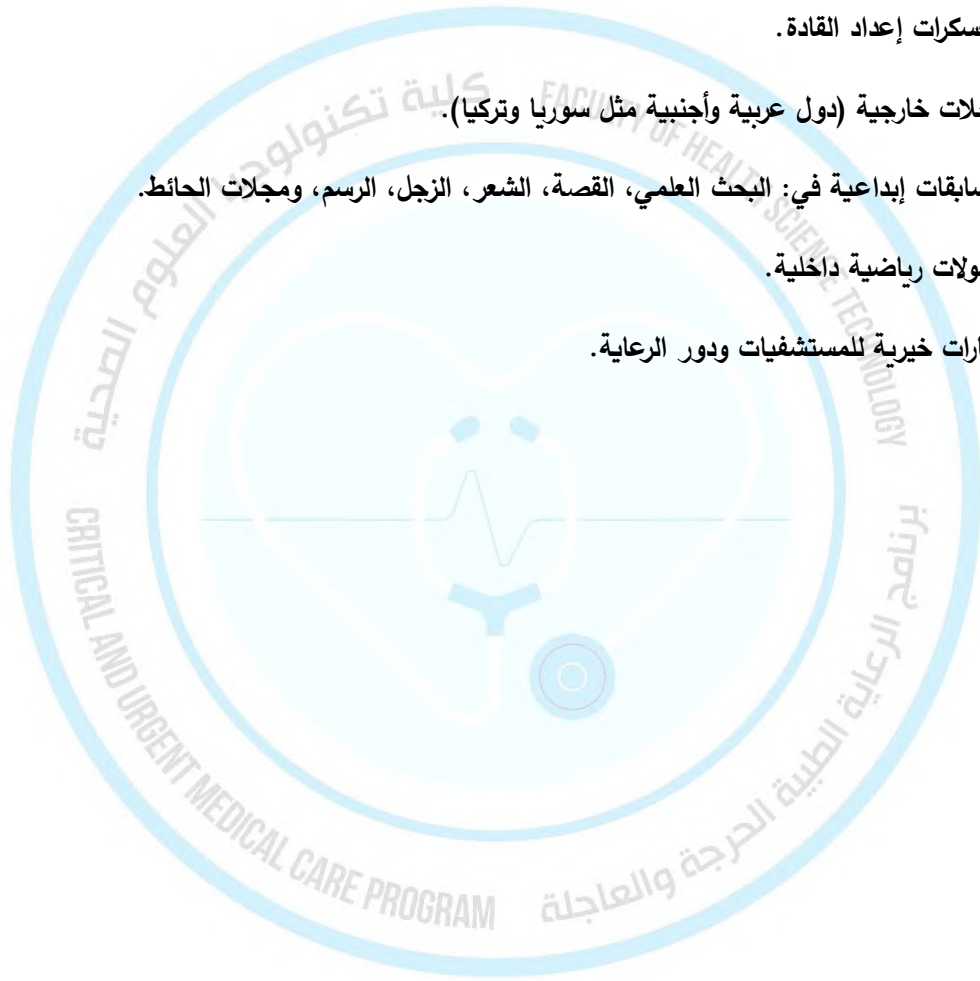 سكرات إعداد القادة.
لات خارجية (دول عربية وأجنبية مثل سوريا وتركيا).
ابقات إبداعية في: البحث العلمي، القصة، الشعر، الزجل، الرسم، ومجلات الحائط.
ولات رياضية داخلية.
ارات خيرية للمستشفيات ودور الرعاية.
كلية تكنولوجيا العلوم الصحية
FACULTY OF HEALTH SCIENCE TECHNOLOGY
CRITICAL AND URGENT MEDICAL CARE PROGRAM
برنامج الرعاية الطبية الحرجة والعاجلة